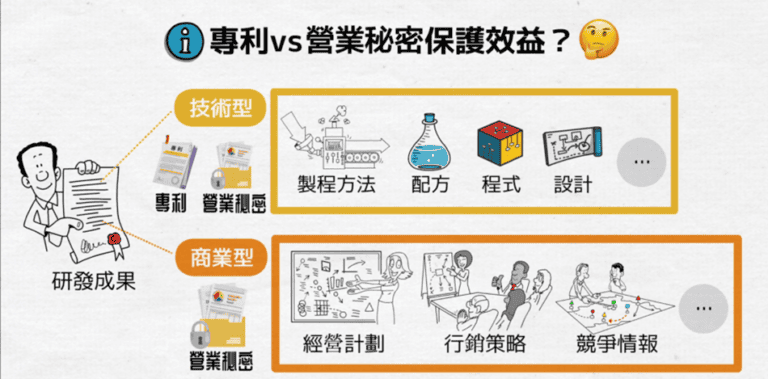 專利vs營業秘密保護效益？
技術型
專利
營業秘密
製程方法
配方
程式
設計
...
研發成果
商業型
營業秘密
經營計劃
行銷策略
競爭情報
...